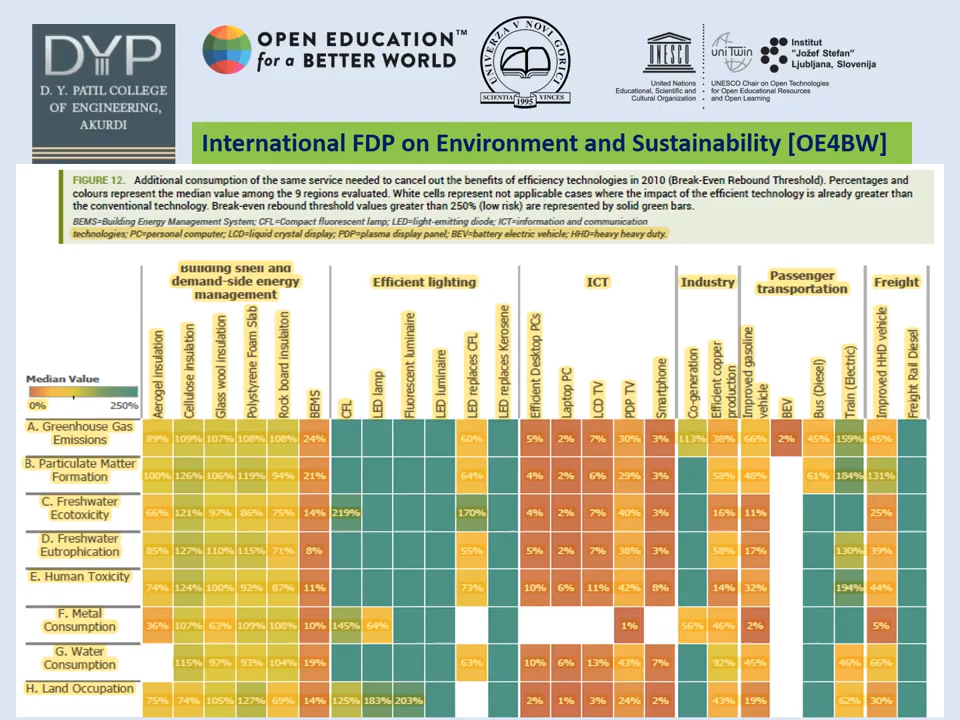 DYP
D. Y. PATIL COLLEGE
OF ENGINEERING,
AKURDI
OPEN EDUCATION™
for a BETTER WORLD
UNIVERZA V NOVI GORICI
SCIENTIA VINCES
1995
UNESCO
United Nations
Educational, Scientific and
Cultural Organization
uniTwin
Institut
"Jožef Stefan"
Ljubljana, Slovenija
UNESCO Chair on Open Technologies
for Open Educational Resources
and Open Learning
International FDP on Environment and Sustainability [OE4BW]
FIGURE 12. Additional consumption of the same service needed to cancel out the benefits of efficiency technologies in 2010 (Break-Even Rebound Threshold). Percentages and
colours represent the median value among the 9 regions evaluated. White cells represent not applicable cases where the impact of the efficient technology is already greater than
the conventional technology. Break-even rebound threshold values greater than 250% (low risk) are represented by solid green bars.
BEMS=Building Energy Management System; CFL=Compact fluorescent lamp; LED=light-emitting diode; ICT=information and communication
technologies; PC=personal computer; LCD=liquid crystal display; PDP=plasma display panel; BEV=battery electric vehicle; HHD=heavy heavy duty.
Building shell and
demand-side energy
management
Efficient lighting
ICT
Industry
Passenger
transportation
Freight
Aerogel insulation
Cellulose insulation
Glass wool insulation
Polystyrene Foam Slab
Rock board insulaiton
BEMS
CFL
LED lamp
Fluorescent luminaire
LED luminaire
LED replaces CFL
LED replaces Kerosene
Efficient Desktop PCs
Laptop PC
LCD TV
PDP TV
Smartphone
Co-generation
Efficient copper
production
Improved gasoline
vehicle
BEV
Bus (Diesel)
Train (Electric)
Improved HHD vehicle
Freight Rail Diesel
Median Value
0% 250%
A. Greenhouse Gas
Emissions
89% 109% 107% 108% 108% 24% 60% 5% 2% 7% 30% 3% 113% 38% 66% 2% 45% 159% 45%
B. Particulate Matter
Formation
100% 126% 106% 119% 94% 21% 64% 4% 2% 6% 29% 3% 58% 48% 61% 184% 131%
C. Freshwater
Ecotoxicity
66% 121% 97% 86% 75% 14% 219% 170% 4% 2% 7% 40% 3% 16% 11% 25%
D. Freshwater
Eutrophication
85% 127% 110% 115% 71% 8% 55% 5% 2% 7% 38% 3% 58% 17% 130% 39%
E. Human Toxicity
74% 124% 100% 92% 87% 11% 73% 10% 6% 11% 42% 8% 14% 32% 194% 44%
F. Metal
Consumption
36% 107% 63% 109% 108% 10% 145% 64% 1% 56% 46% 2% 5%
G. Water
Consumption
115% 97% 93% 104% 19% 63% 10% 6% 13% 43% 7% 92% 45% 46% 66%
H. Land Occupation
75% 74% 105% 127% 69% 14% 125% 183% 203% 2% 1% 3% 24% 2% 43% 19% 62% 30%